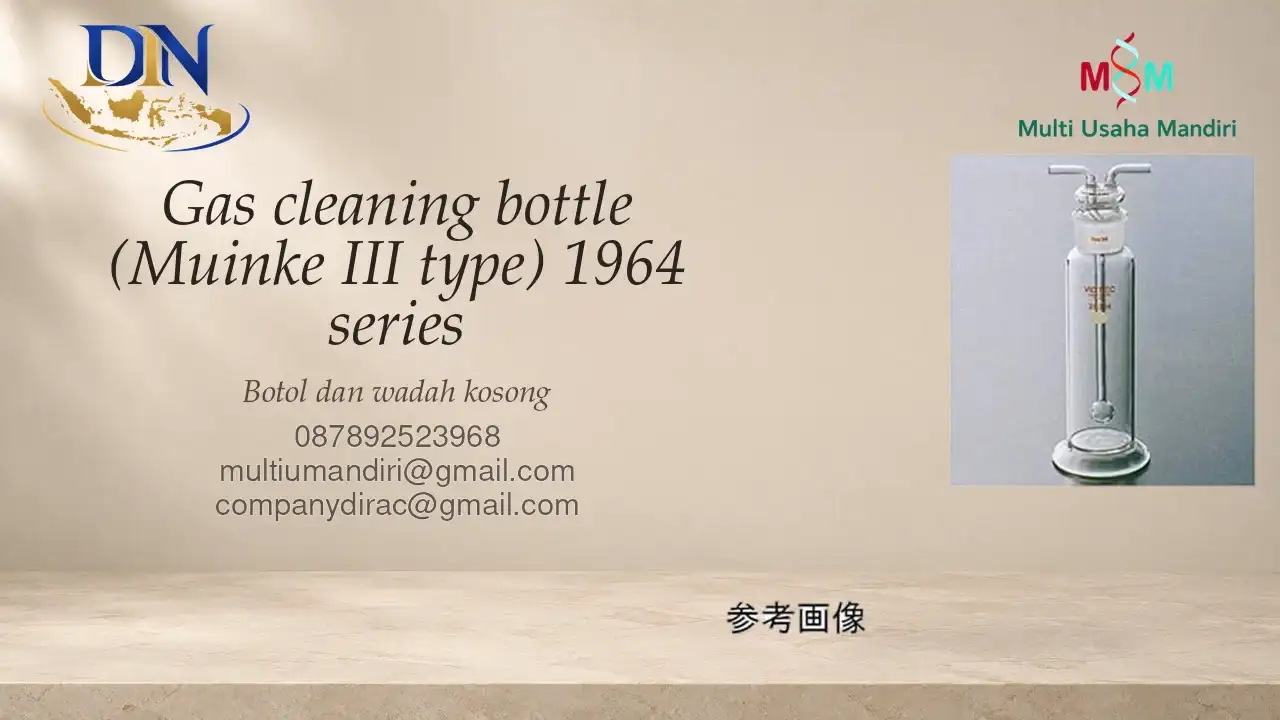 DIN
M M
Multi Usaha Mandiri
Gas cleaning bottle
(Muinke III type) 1964
series
Botol dan wadah kosong
087892523968
multiumandiri@gmail.com
companydirac@gmail.com
参考画像